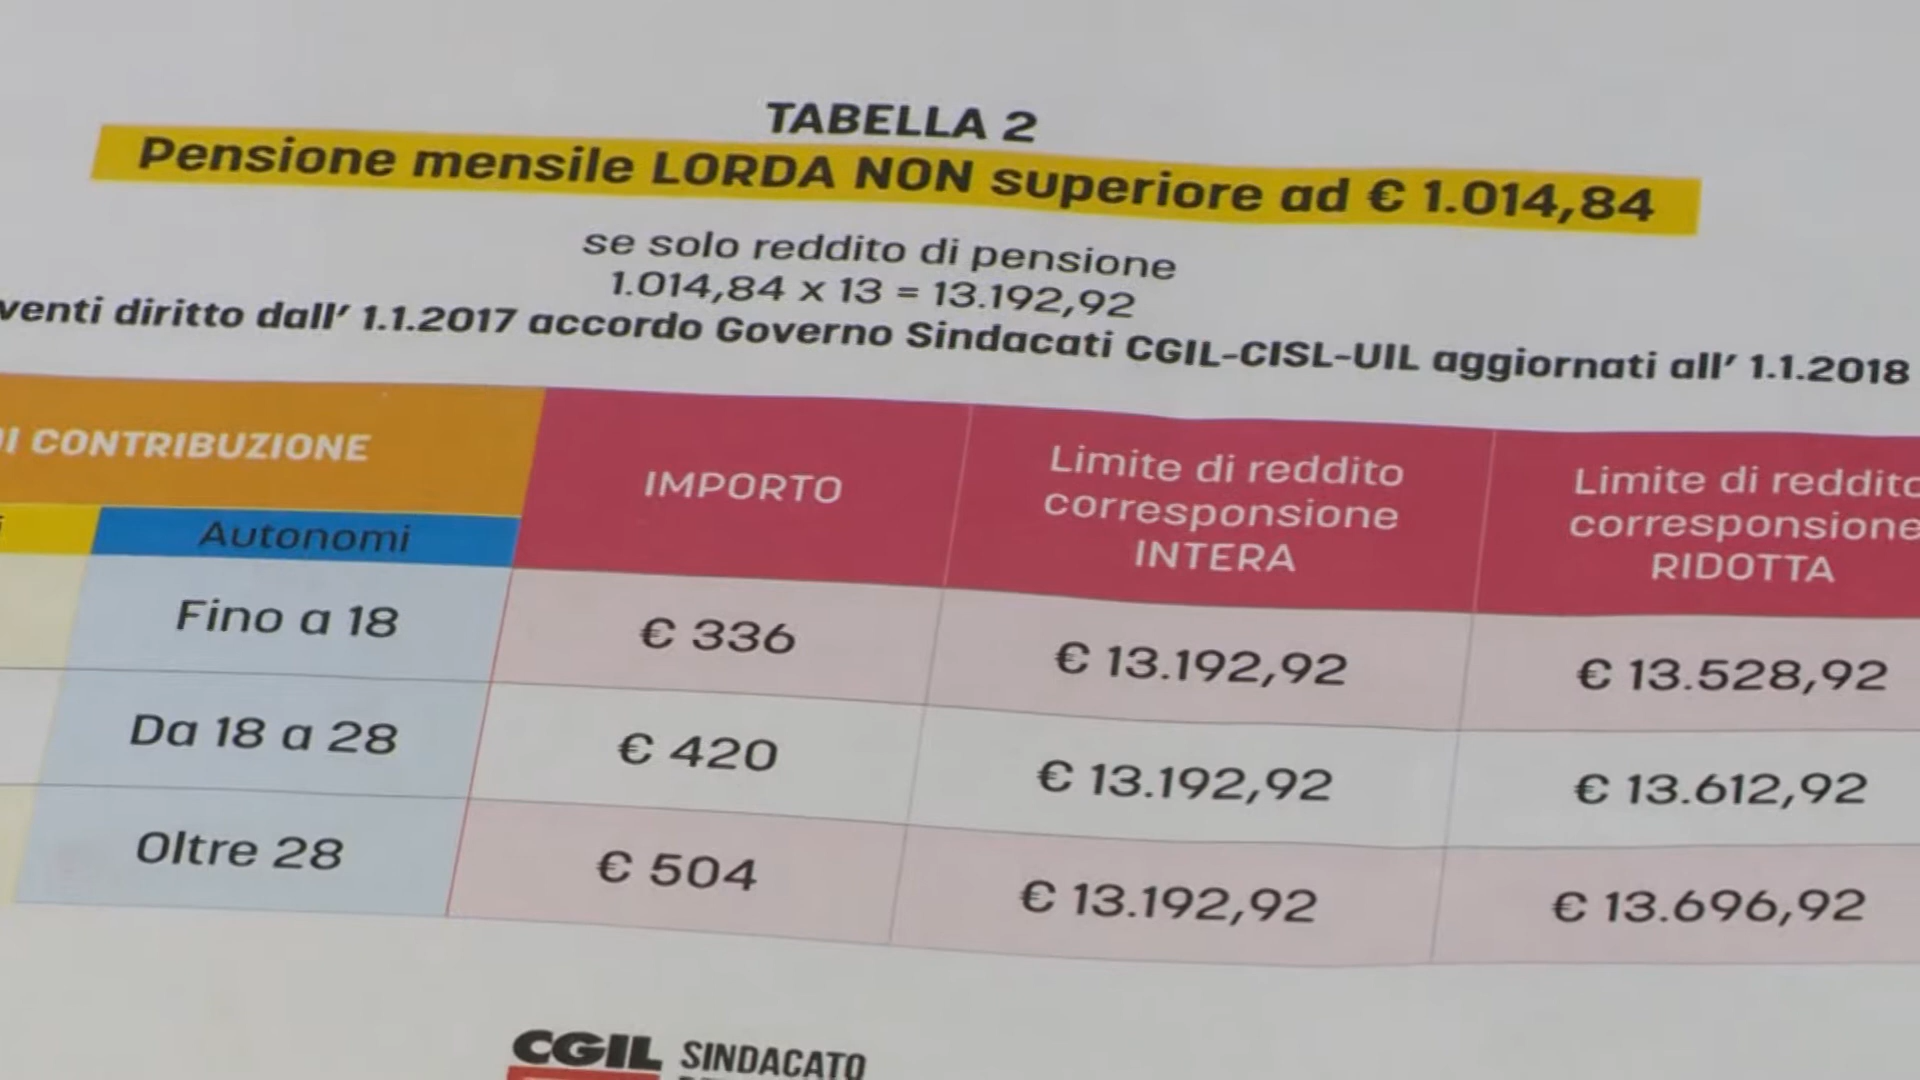 TABELLA 2
Pensione mensile LORDA NON superiore ad € 1.014,84
se solo reddito di pensione
1.014,84 x 13 = 13.192,92
venti diritto dall' 1.1.2017 accordo Governo Sindacati CGIL-CISL-UIL aggiornati all' 1.1.2018
DI CONTRIBUZIONE
Autonomi
IMPORTO
Limite di reddito
corresponsione
INTERA
Limite di reddito
corresponsione
RIDOTTA
Fino a 18 € 336 € 13.192,92 € 13.528,92
Da 18 a 28 € 420 € 13.192,92 € 13.612,92
Oltre 28 € 504 € 13.192,92 € 13.696,92
CGIL SINDACATO